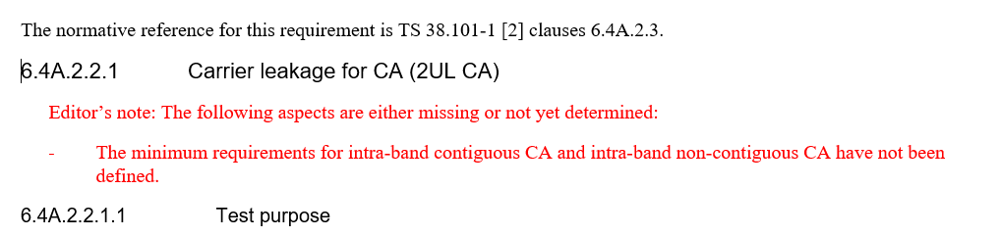 The normative reference for this requirement is TS 38.101-1 [2] clauses 6.4A.2.3.
6.4A.2.2.1 Carrier leakage for CA (2UL CA)
Editor’s note: The following aspects are either missing or not yet determined:
- The minimum requirements for intra-band contiguous CA and intra-band non-contiguous CA have not been
defined.
6.4A.2.2.1.1 Test purpose